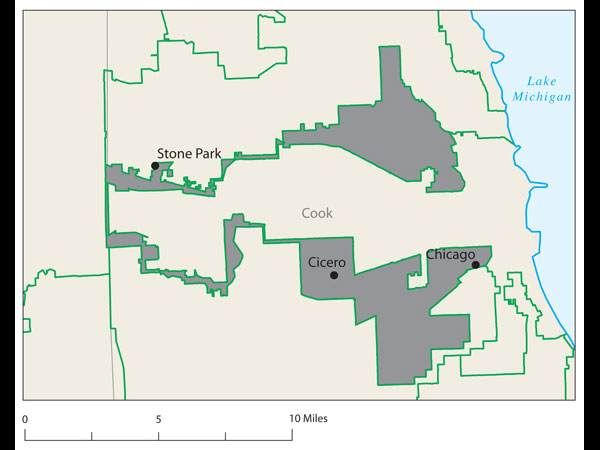 Lake
Michigan
Stone Park
Cook
Chicago
Cicero
0 5 10 Miles